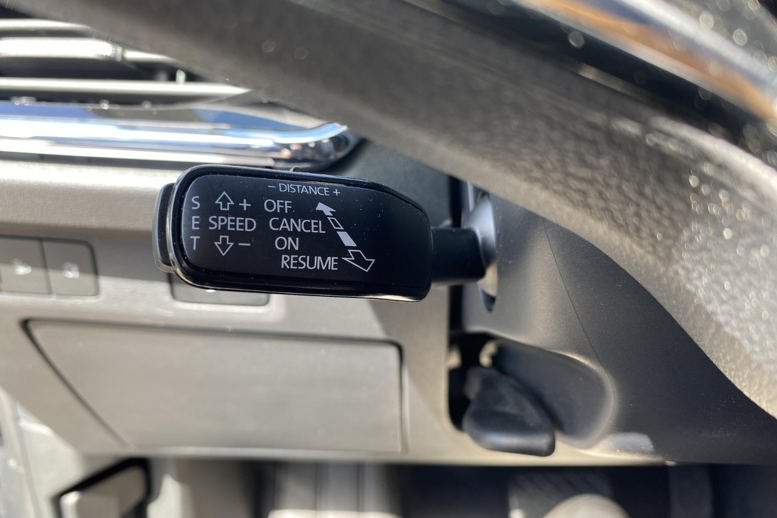 - DISTANCE +
S + OFF
E SPEED CANCEL
T - ON
RESUME